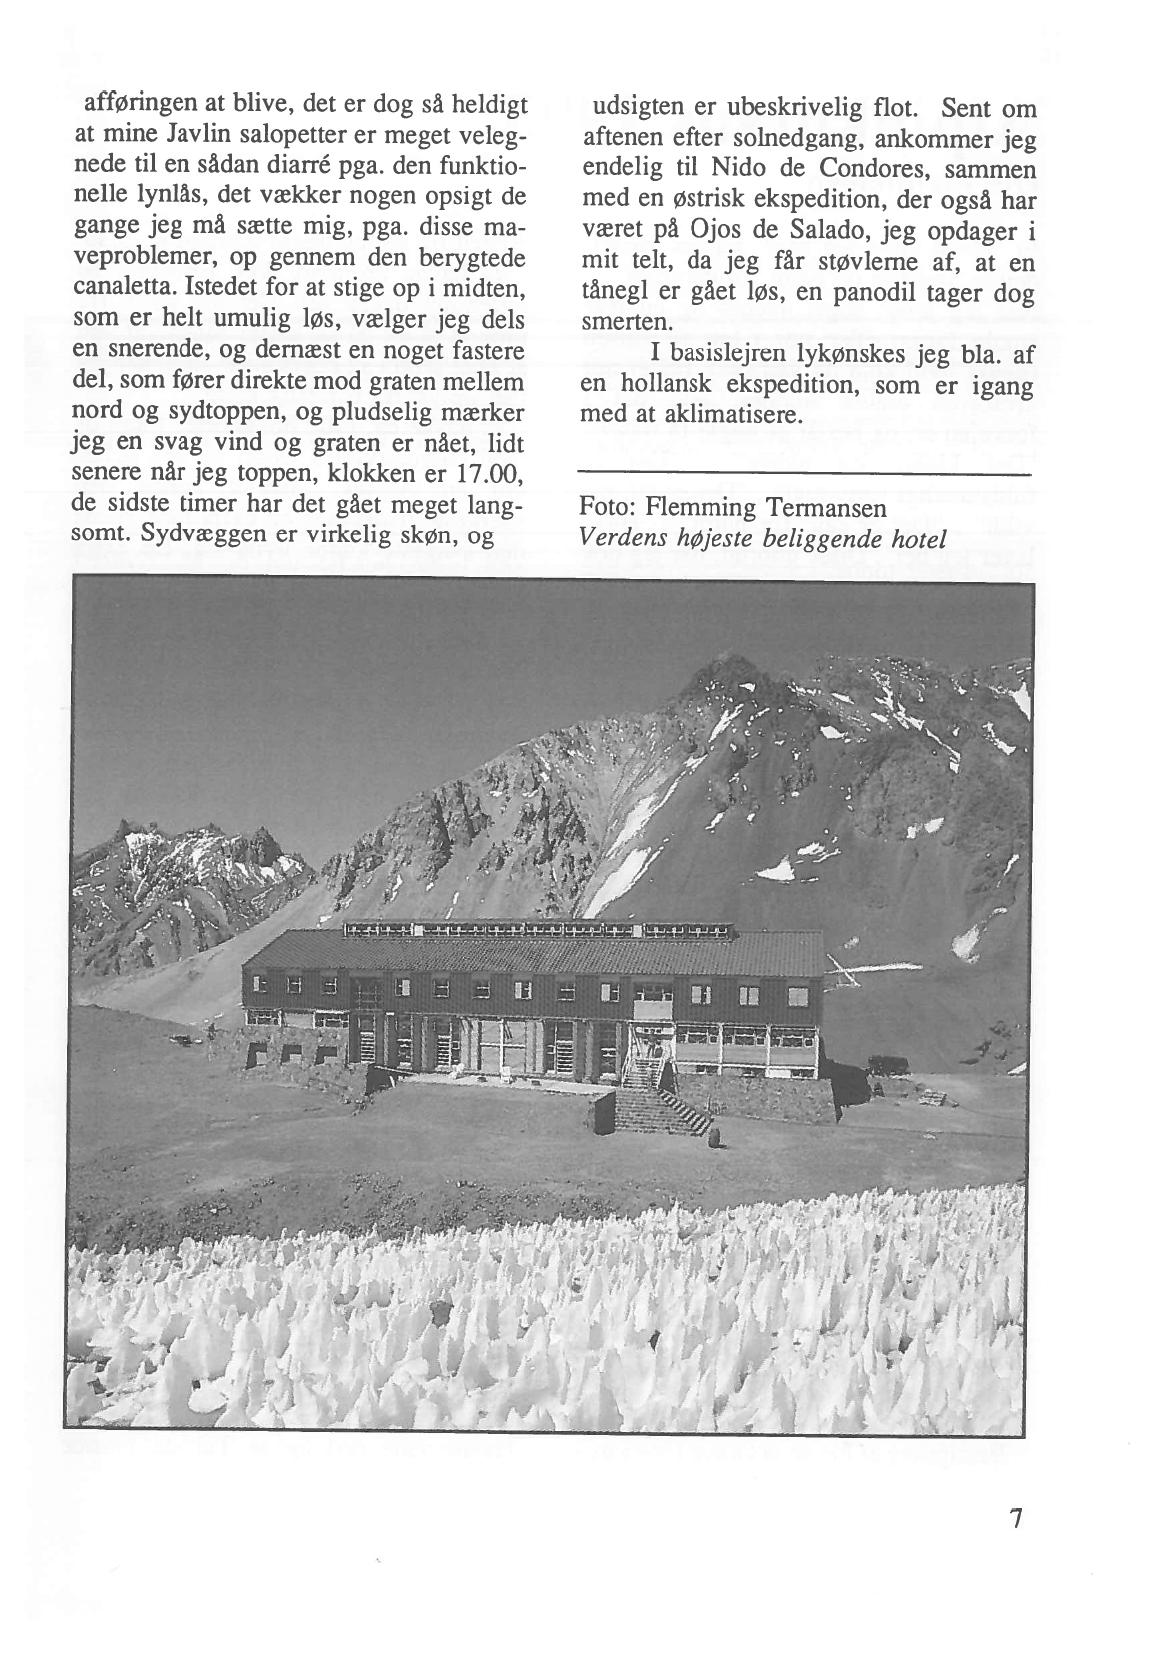 afføringen at blive, det er dog så heldigt
at mine Javlin salopetter er meget veleg-
nede til en sådan diarré pga. den funktio-
nelle lynlås, det vækker nogen opsigt de
gange jeg må sætte mig, pga. disse ma-
veproblemer, op gennem den berygtede
canaletta. Istedet for at stige op i midten,
som er helt umulig løs, vælger jeg dels
en snerende, og dernæst en noget fastere
del, som fører direkte mod graten mellem
nord og sydtoppen, og pludselig mærker
jeg en svag vind og graten er nået, lidt
senere når jeg toppen, klokken er 17.00,
de sidste timer har det gået meget lang-
somt. Sydvæggen er virkelig skøn, og
udsigten er ubeskrivelig flot. Sent om
aftenen efter solnedgang, ankommer jeg
endelig til Nido de Condores, sammen
med en østrisk ekspedition, der også har
været på Ojos de Salado, jeg opdager i
mit telt, da jeg får støvlerne af, at en
tånegl er gået løs, en panodil tager dog
smerten.
I basislejren lykønskes jeg bla. af
en hollansk ekspedition, som er igang
med at aklimatisere.
Foto: Flemming Termansen
Verdens højeste beliggende hotel
7